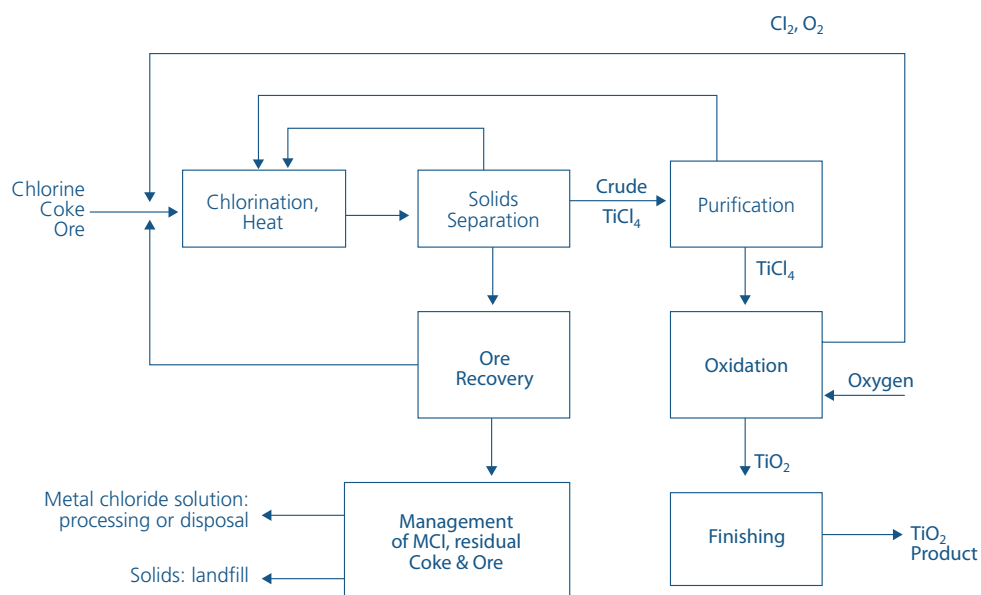 Cl₂, O₂
Chlorine
Coke
Ore
Chlorination,
Heat
Solids
Separation
Crude
TiCl₄
Purification
TiCl₄
Ore
Recovery
Oxidation
Oxygen
TiO₂
Metal chloride solution:
processing or disposal
Solids: landfill
Management
of MCl, residual
Coke & Ore
Finishing
TiO₂
Product